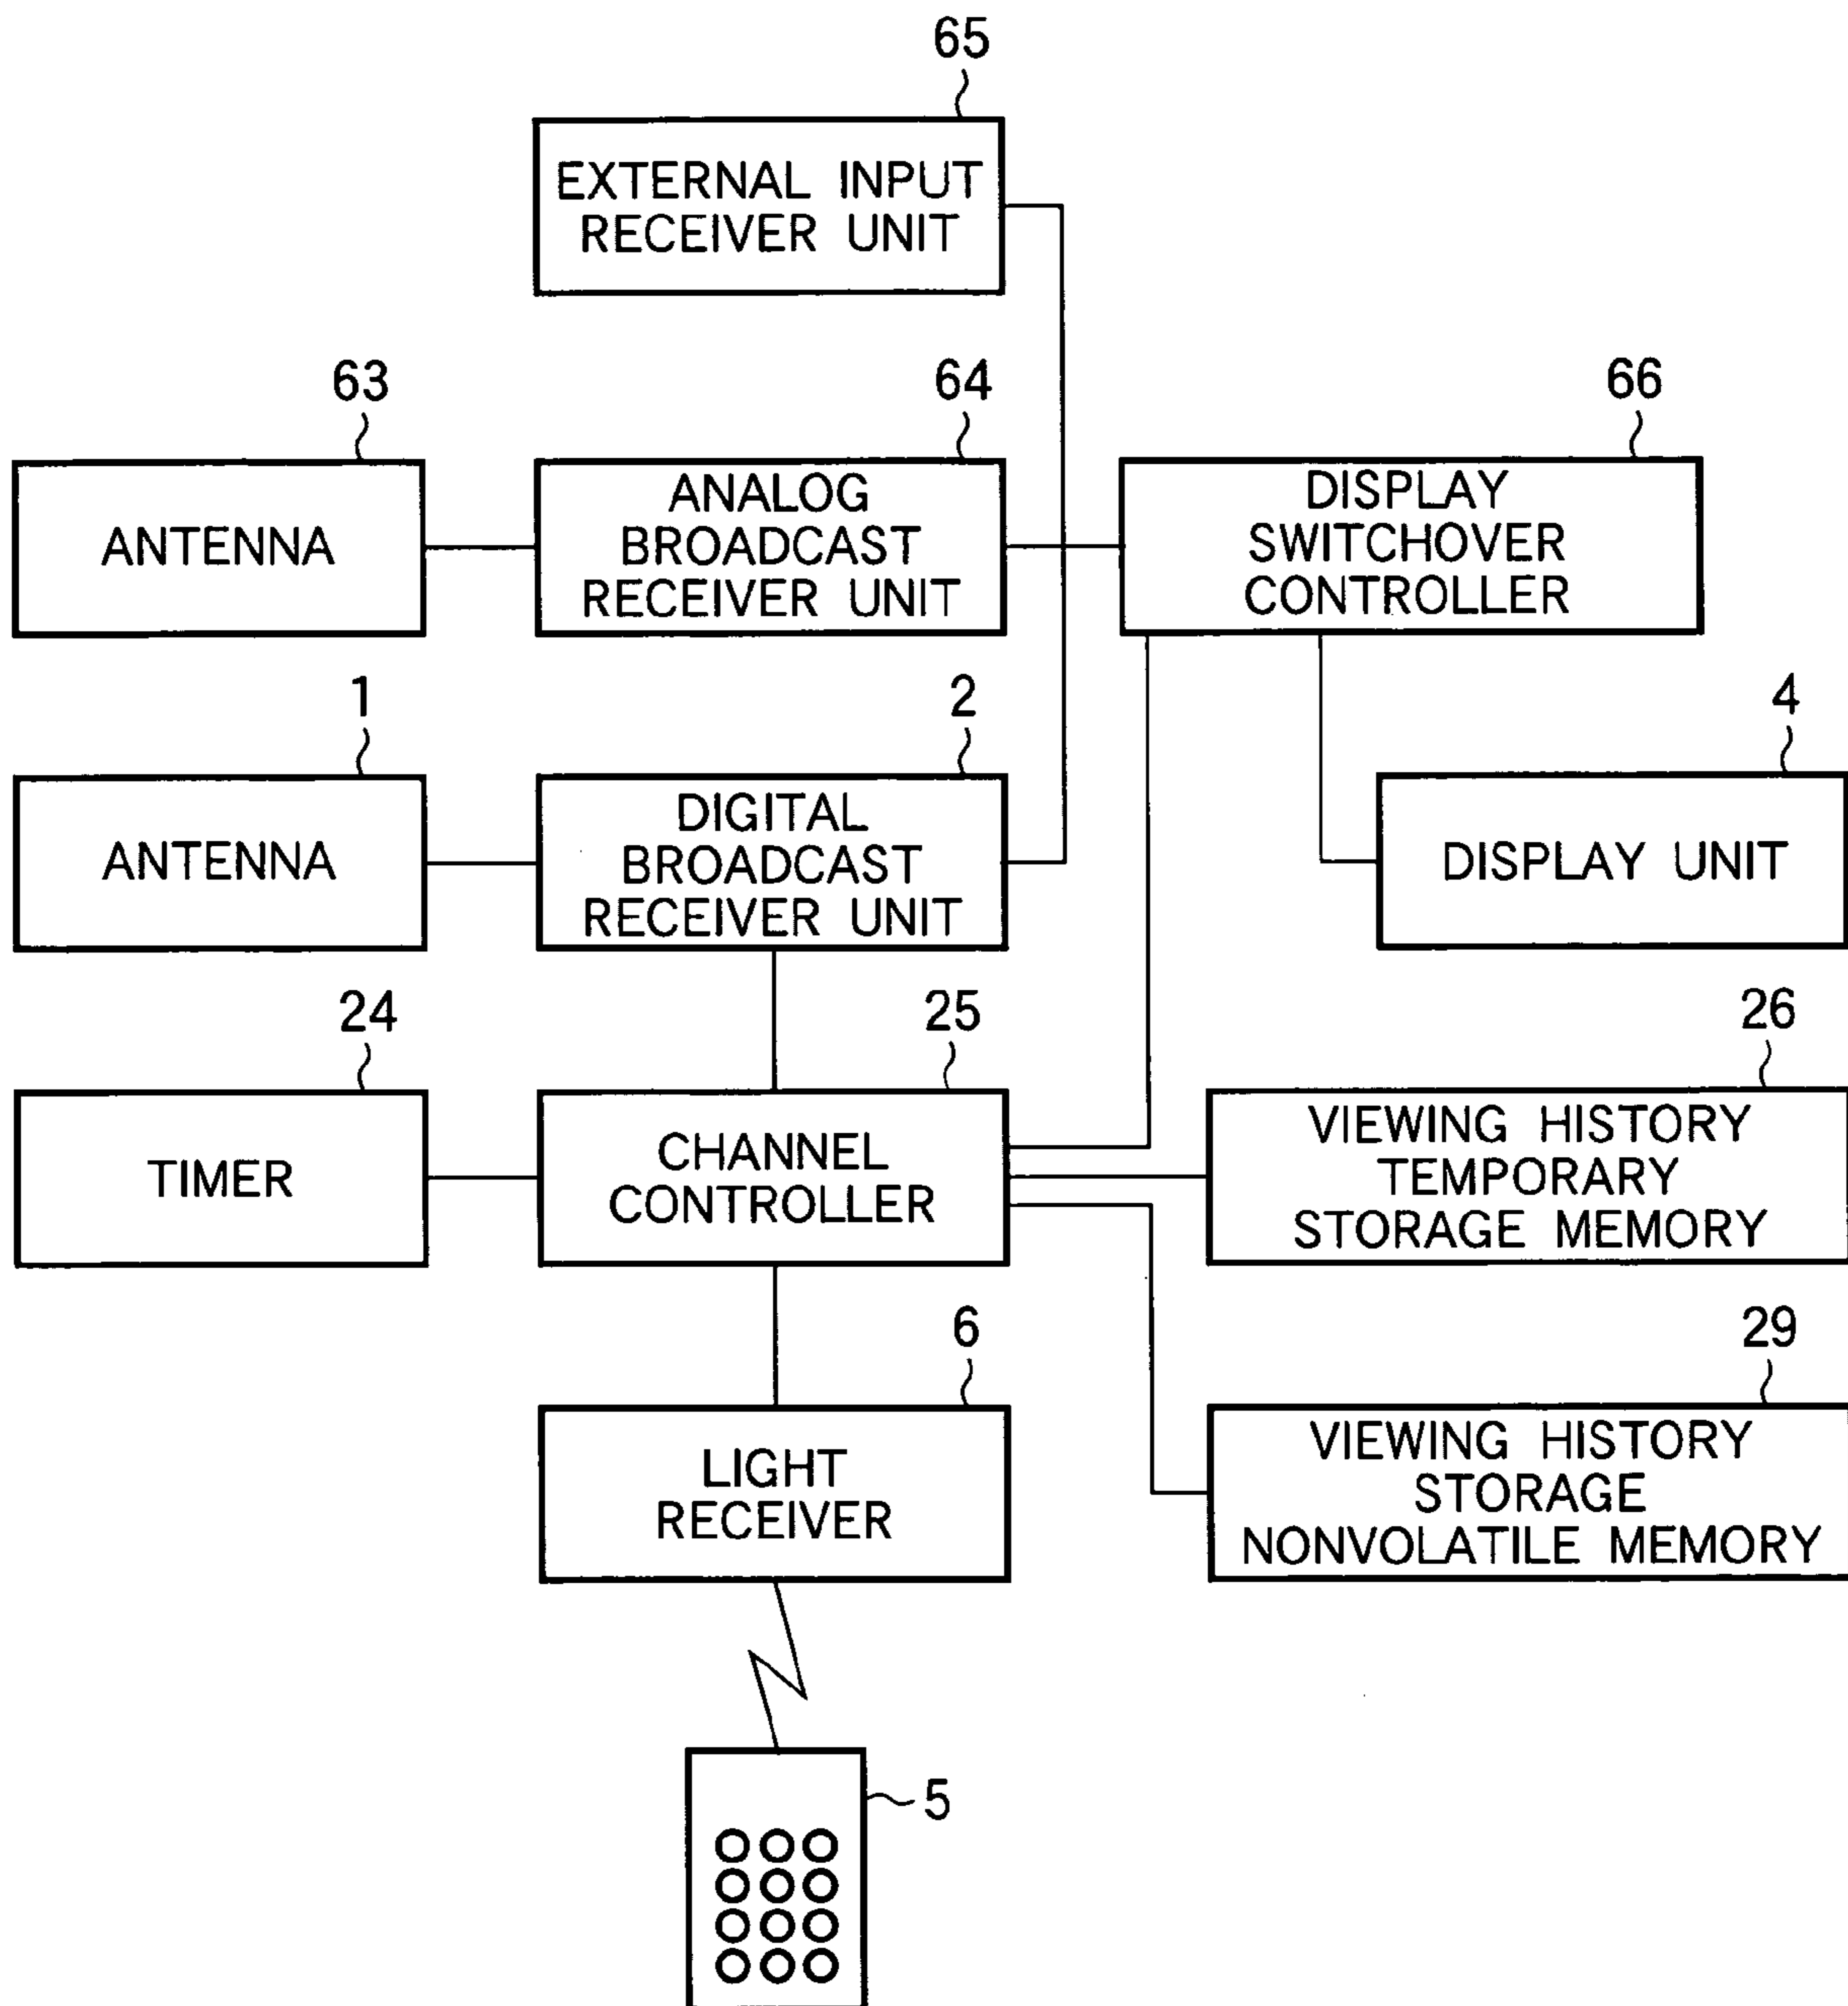 65
EXTERNAL INPUT
RECEIVER UNIT
63
64
66
ANTENNA
ANALOG
BROADCAST
RECEIVER UNIT
DISPLAY
SWITCHOVER
CONTROLLER
1
2
4
ANTENNA
DIGITAL
BROADCAST
RECEIVER UNIT
DISPLAY UNIT
24
25
26
TIMER
CHANNEL
CONTROLLER
VIEWING HISTORY
TEMPORARY
STORAGE MEMORY
6
29
LIGHT
RECEIVER
VIEWING HISTORY
STORAGE
NONVOLATILE MEMORY
5